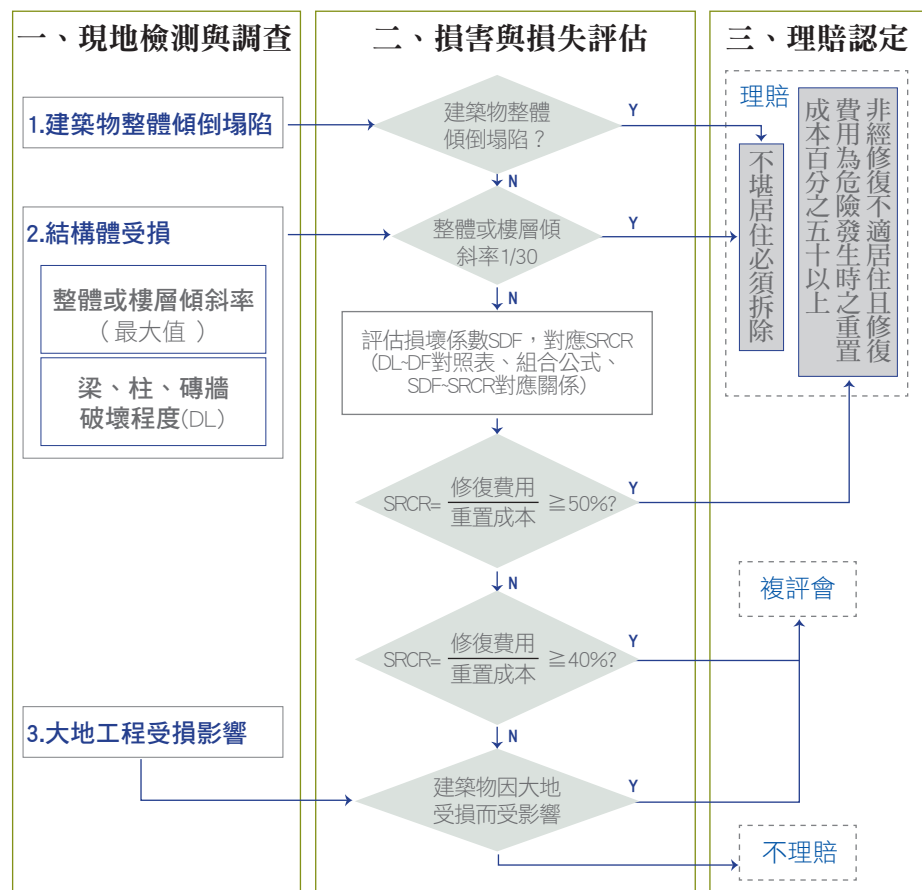 一、現地檢測與調查
1.建築物整體傾倒塌陷
2.結構體受損
整體或樓層傾斜率
(最大值)
梁、柱、磚牆
破壞程度(DL)
3.大地工程受損影響
二、損害與損失評估
建築物整體
傾倒塌陷？
Y
N
整體或樓層傾
斜率1/30
Y
N
評估損壞係數SDF，對應SRCR
(DL~DF對照表、組合公式、
SDF~SRCR對應關係)
SRCR= 修復費用/重置成本 ≧50%?
Y
N
SRCR= 修復費用/重置成本 ≧40%?
Y
N
建築物因大地
受損而受影響
Y
三、理賠認定
理賠
非經修復不適居住且修復
費用為危險發生時之重置
成本百分之五十以上
不堪居住必須拆除
複評會
不理賠